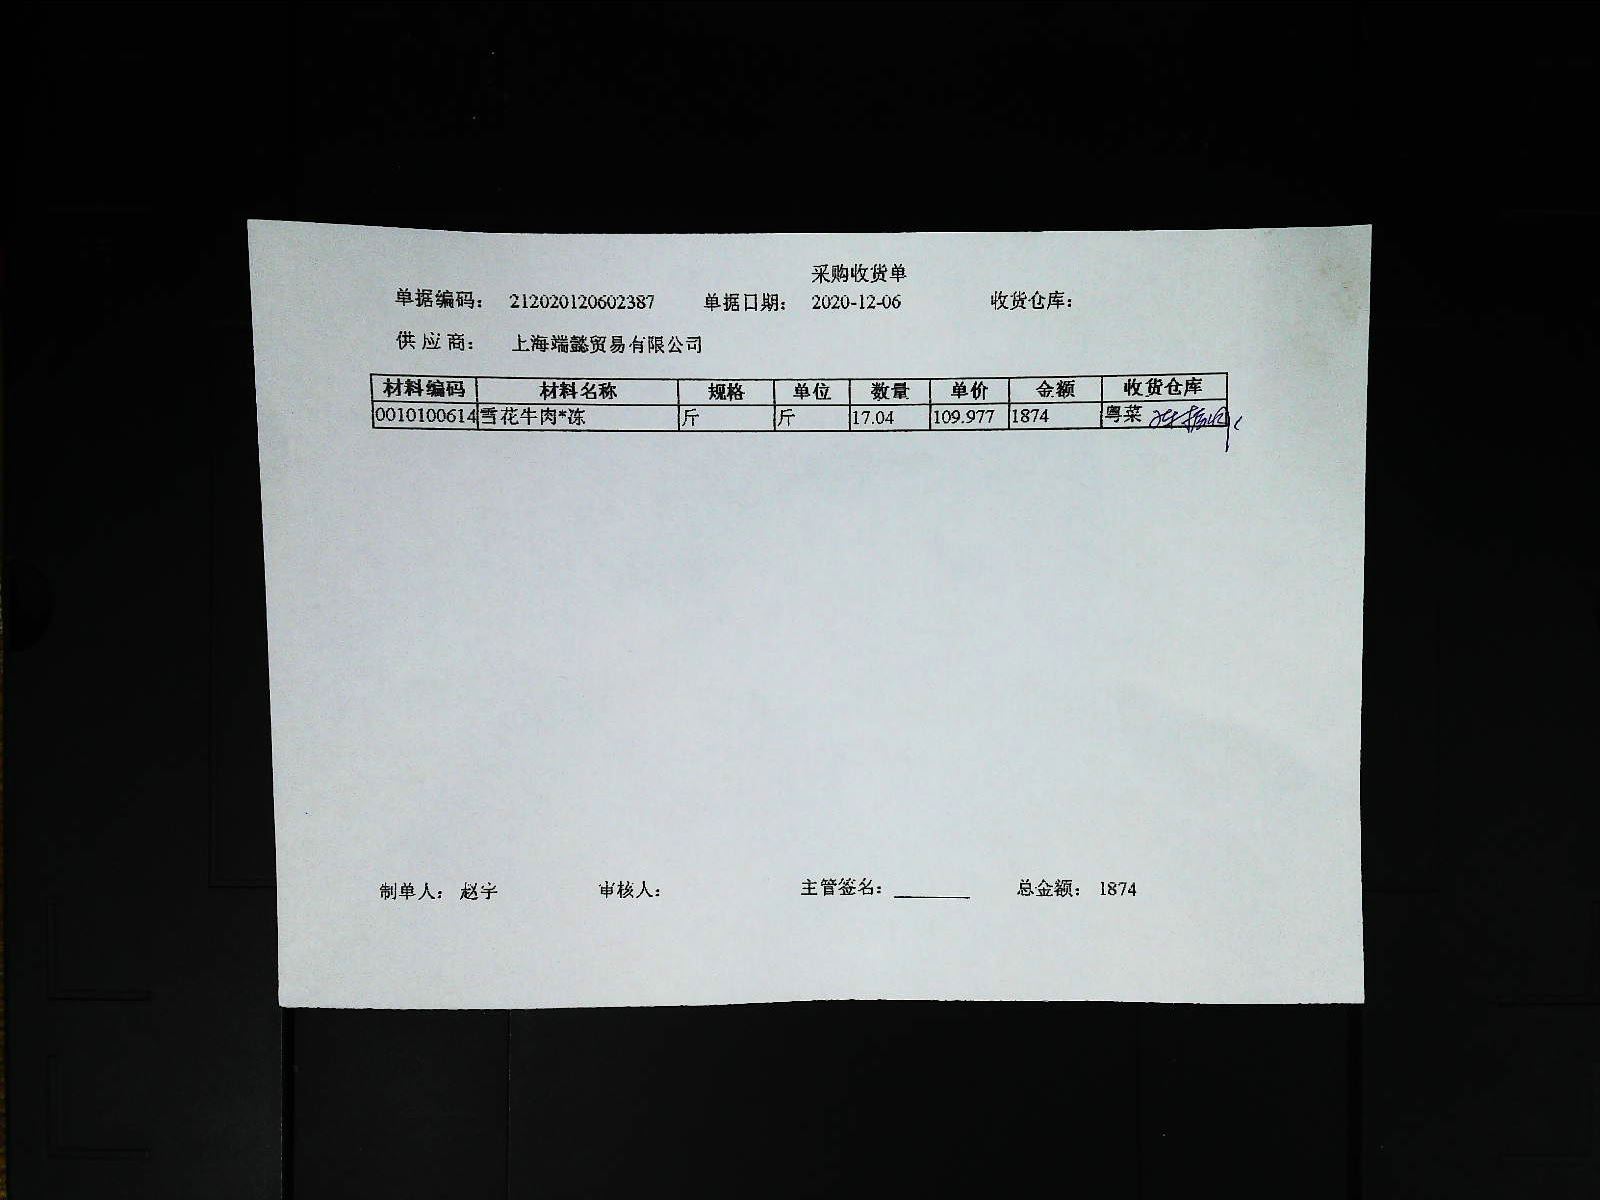 采购收货单
单据编码： 212020120602387 单据日期： 2020-12-06 收货仓库：
供 应 商： 上海端懿贸易有限公司
材料编码 材料名称 规格 单位 数量 单价 金额 收货仓库
0010100614 雪花牛肉*冻 斤 斤 17.04 109.977 1874 粤菜
制单人： 赵宇 审核人： 主管签名： 总金额： 1874